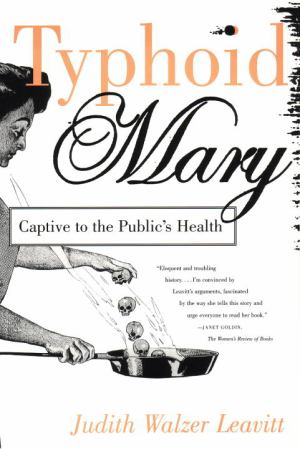 Typhoid
Mary
Captive to the Public's Health
"Eloquent and troubling
history. . . . I'm convinced by
Leavitt's arguments, fascinated
by the way she tells this story and
urge everyone to read her book."
—JANET GOLDEN,
The Women's Review of Books
Judith Walzer Leavitt